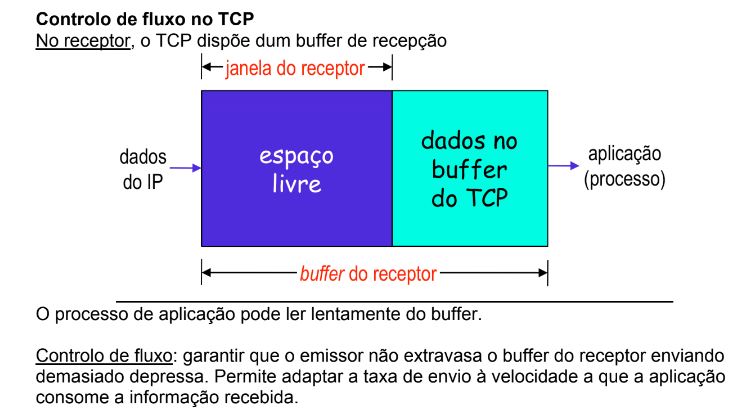 Controlo de fluxo no TCP
No receptor, o TCP dispõe dum buffer de recepção
janela do receptor
dados
do IP
espaço
livre
dados no
buffer
do TCP
aplicação
(processo)
buffer do receptor
O processo de aplicação pode ler lentamente do buffer.
Controlo de fluxo: garantir que o emissor não extravasa o buffer do receptor enviando
demasiado depressa. Permite adaptar a taxa de envio à velocidade a que a aplicação
consome a informação recebida.